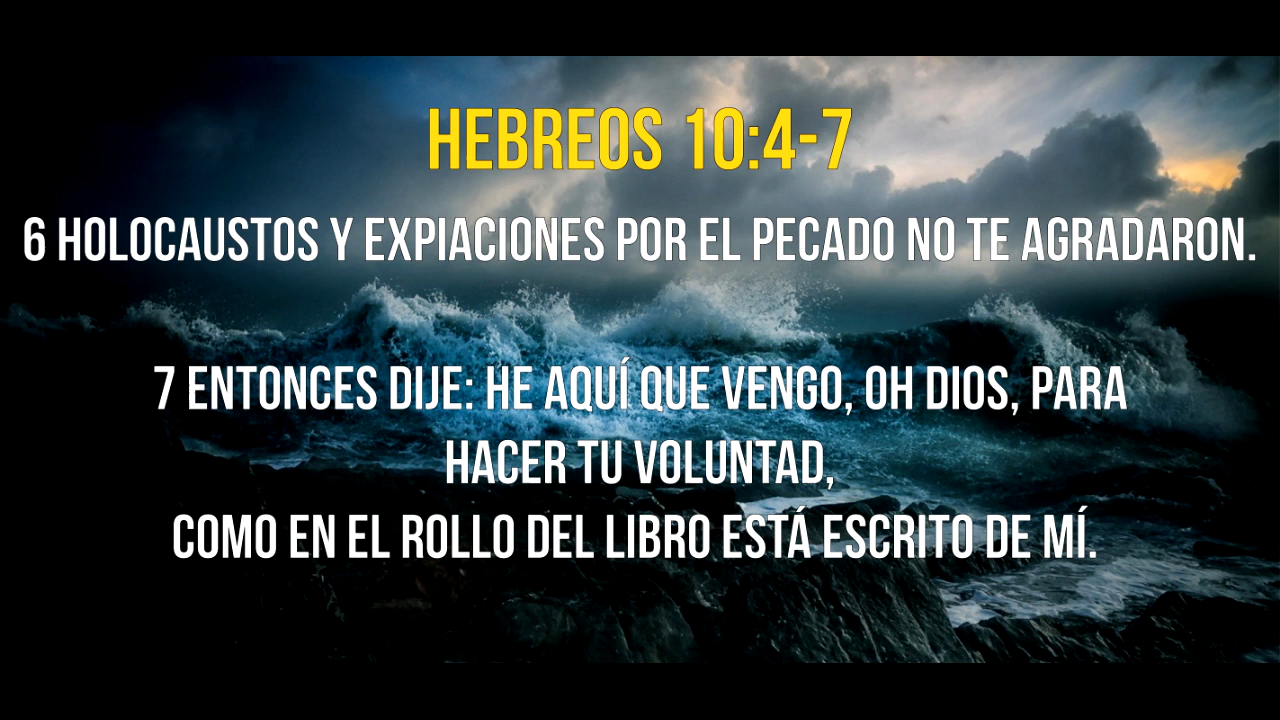 HEBREOS 10:4-7
6 HOLOCAUSTOS Y EXPIACIONES POR EL PECADO NO TE AGRADARON.
7 ENTONCES DIJE: HE AQUÍ QUE VENGO, OH DIOS, PARA
HACER TU VOLUNTAD,
COMO EN EL ROLLO DEL LIBRO ESTÁ ESCRITO DE MÍ.